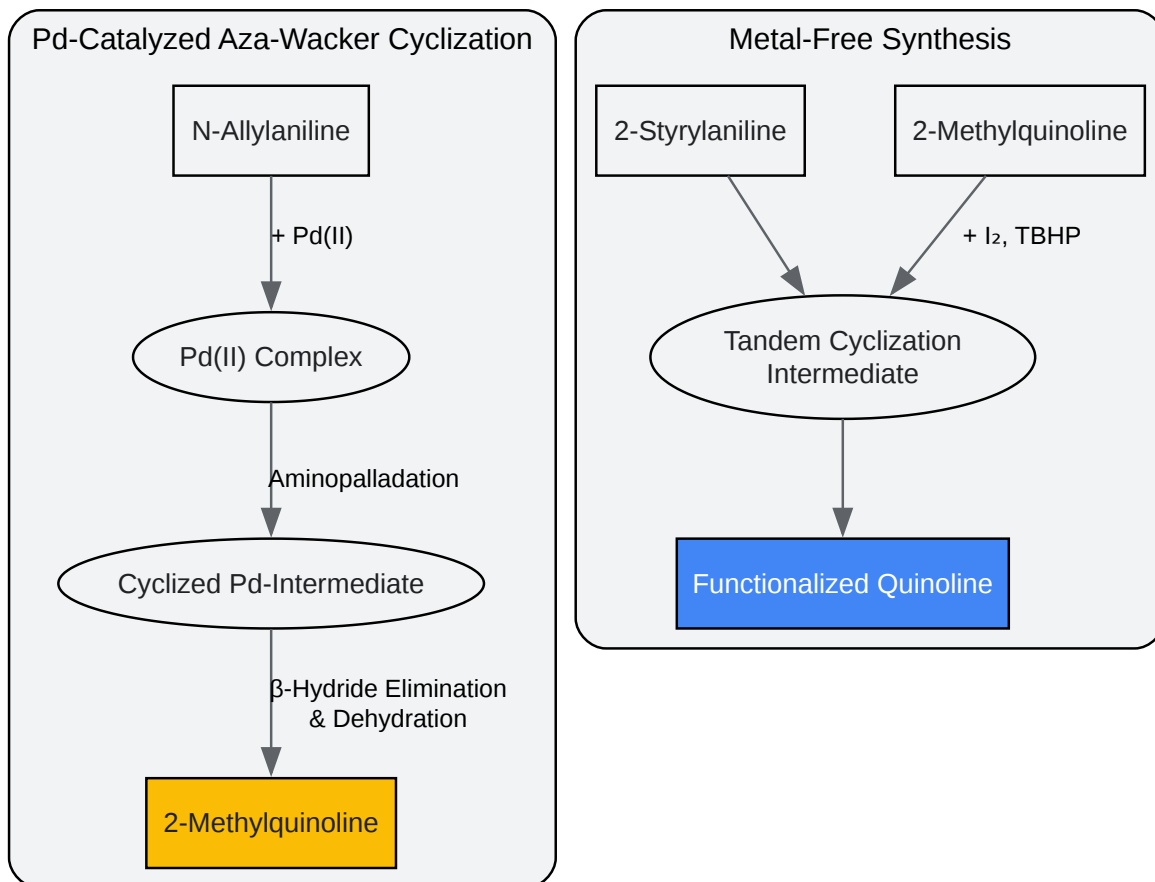 Pd-Catalyzed Aza-Wacker Cyclization
N-Allylaniline
+ Pd(II)
Pd(II) Complex
Aminopalladation
Cyclized Pd-Intermediate
β-Hydride Elimination
& Dehydration
2-Methylquinoline
Metal-Free Synthesis
2-Styrylaniline
2-Methylquinoline
+ I₂, TBHP
Tandem Cyclization
Intermediate
Functionalized Quinoline